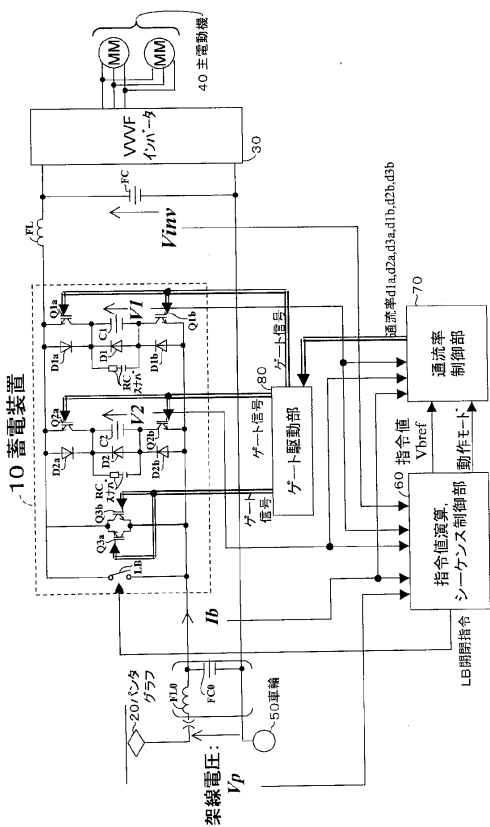 10 蓄電装置
20パンタ
グラフ
架線電圧:
Vp
FL0
FC0
50車輪
Ib
LB
Q3a
Q3b
RC
スナバ
D2a
D2
D2b
Q2a
C2
V2
Q2b
RC
スナバ
D1a
D1
D1b
Q1a
C1
V1
Q1b
FL
FC
Vinv
VVVF
インバータ
30
MM
MM
40 主電動機
ゲート
信号
ゲート信号
ゲート信号
80
ゲート駆動部
通流率d1a,d2a,d3a,d1b,d2b,d3b
70
通流率
制御部
60
指令値
Vbref
動作モード
指令値演算,
シーケンス制御部
LB開閉指令